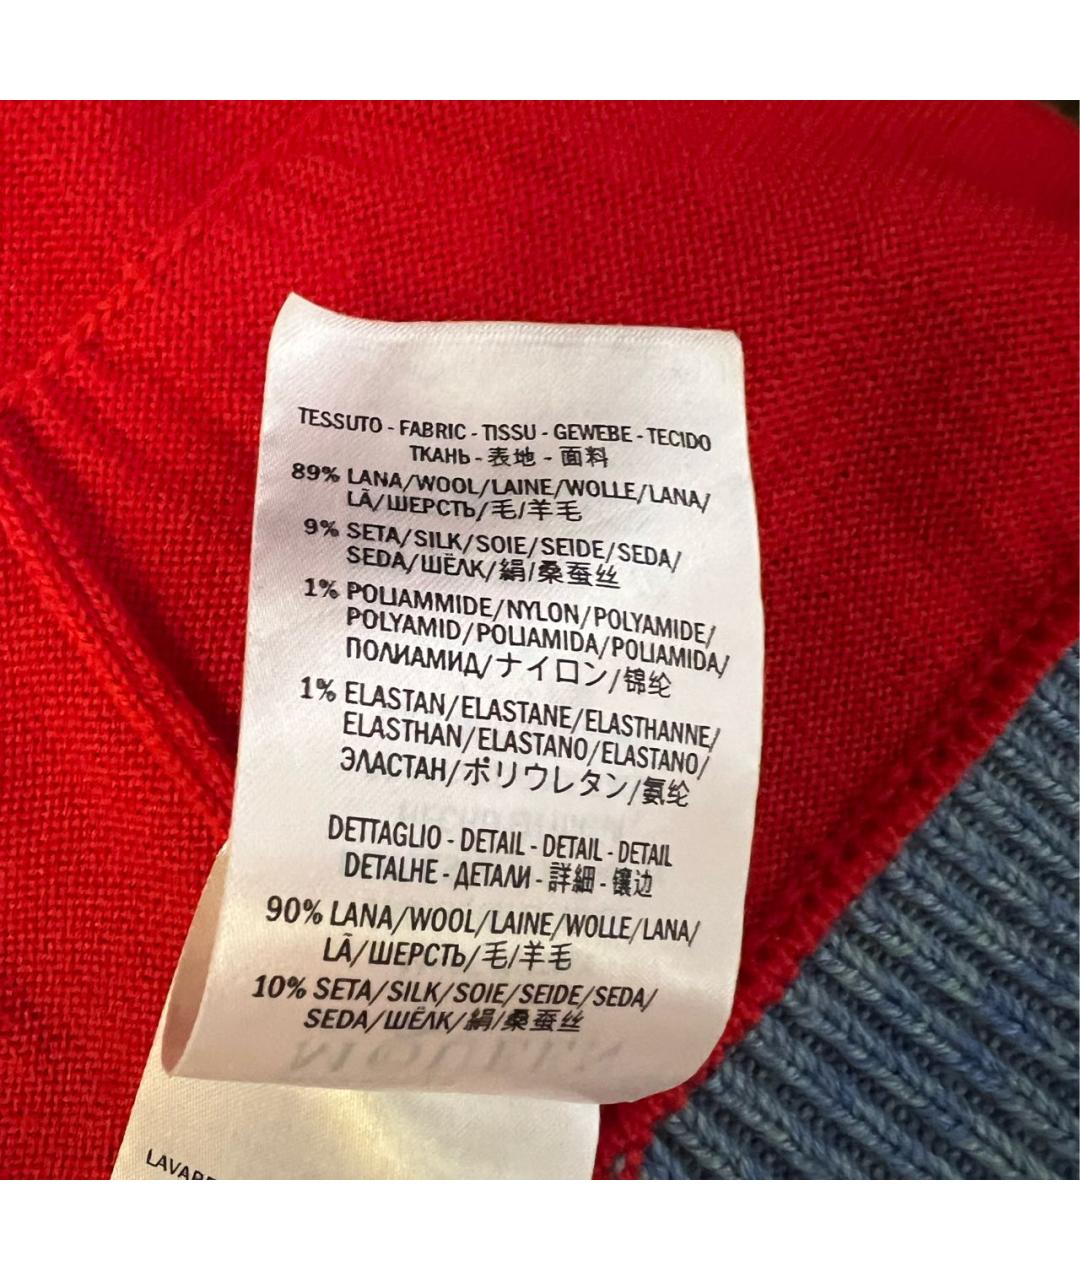 TESSUTO - FABRIC - TISSU - GEWEBE - TECIDO
ТКАНЬ - 表地 - 面料
89% LANA/WOOL/LAINE/WOLLE/LANA/
LÃ/ШЕРСТЬ/毛/羊毛
9% SETA/SILK/SOIE/SEIDE/SEDA/
SEDA/ШЁЛК/絹/桑蚕丝
1% POLIAMMIDE/NYLON/POLYAMIDE/
POLYAMID/POLIAMIDA/POLIAMIDA/
ПОЛИАМИД/ナイロン/锦纶
1% ELASTAN/ELASTANE/ELASTHANNE/
ELASTHAN/ELASTANO/ELASTANO/
ЭЛАСТАН/ポリウレタン/氨纶
DETTAGLIO - DETAIL - DETAIL - DETAIL
DETALHE - ДЕТАЛИ - 詳細 - 镶边
90% LANA/WOOL/LAINE/WOLLE/LANA/
LÃ/ШЕРСТЬ/毛/羊毛
10% SETA/SILK/SOIE/SEIDE/SEDA/
SEDA/ШЁЛК/絹/桑蚕丝
LAVARE